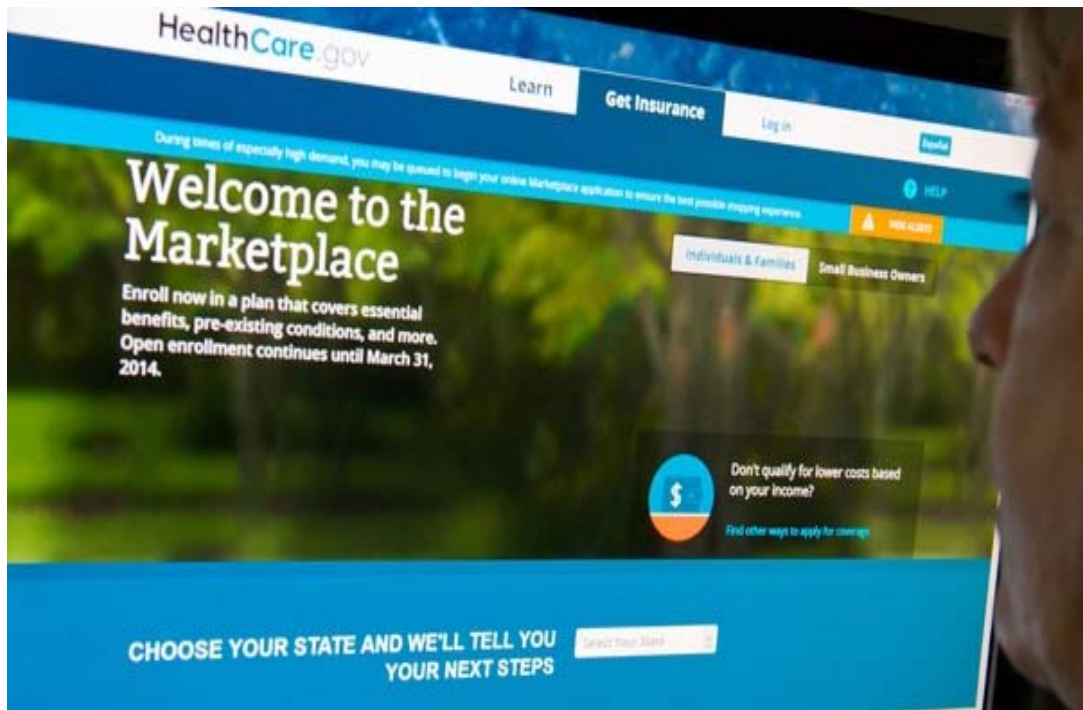 HealthCare.gov
Learn
Get Insurance
Log in
Español
During times of especially high demand, you may be queued to begin your online Marketplace application to ensure the best possible shopping experience.
HELP
HIDE ALERTS
Welcome to the
Marketplace
Individuals & Families
Small Business Owners
Enroll now in a plan that covers essential
benefits, pre-existing conditions, and more.
Open enrollment continues until March 31,
2014.
$
Don't qualify for lower costs based
on your income?
Find other ways to apply for coverage
CHOOSE YOUR STATE AND WE'LL TELL YOU
YOUR NEXT STEPS
Select Your State